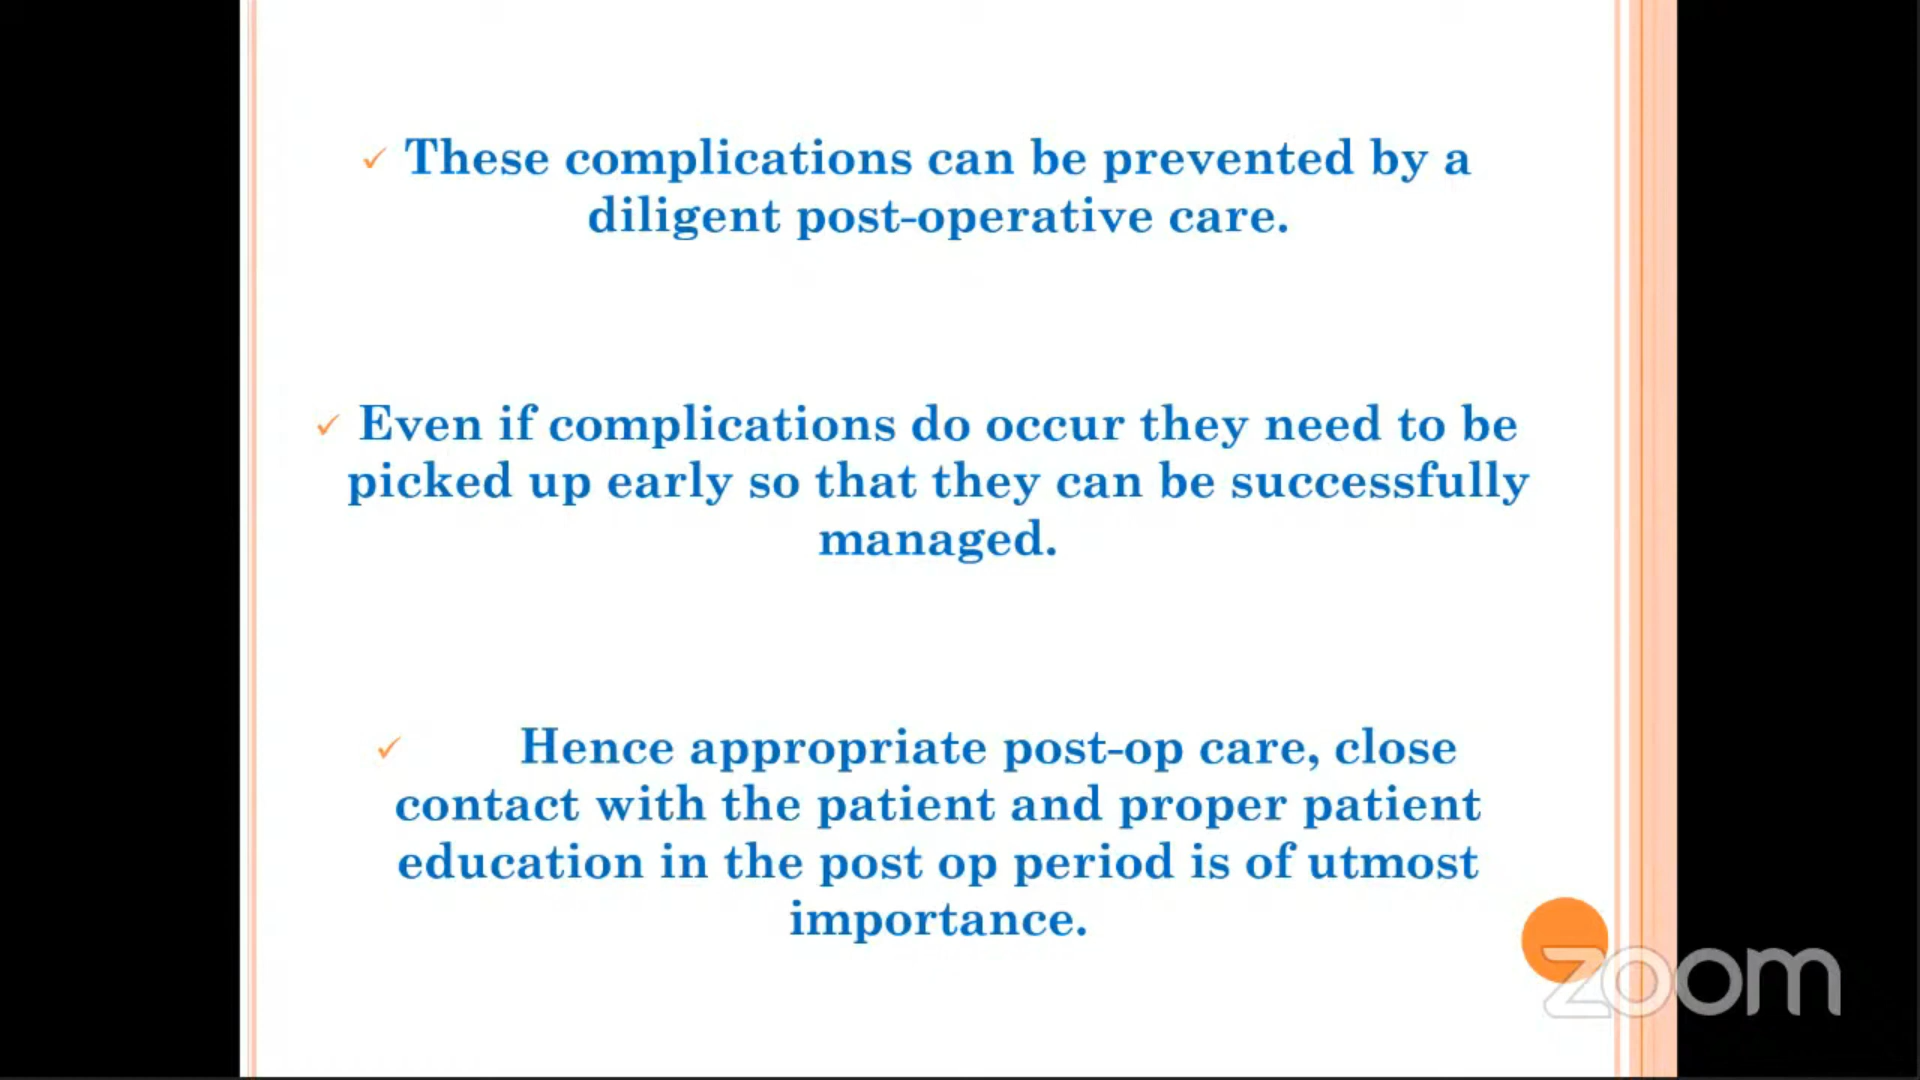 ✓ These complications can be prevented by a
diligent post-operative care.
✓ Even if complications do occur they need to be
picked up early so that they can be successfully
managed.
✓ Hence appropriate post-op care, close
contact with the patient and proper patient
education in the post op period is of utmost
importance.
zoom